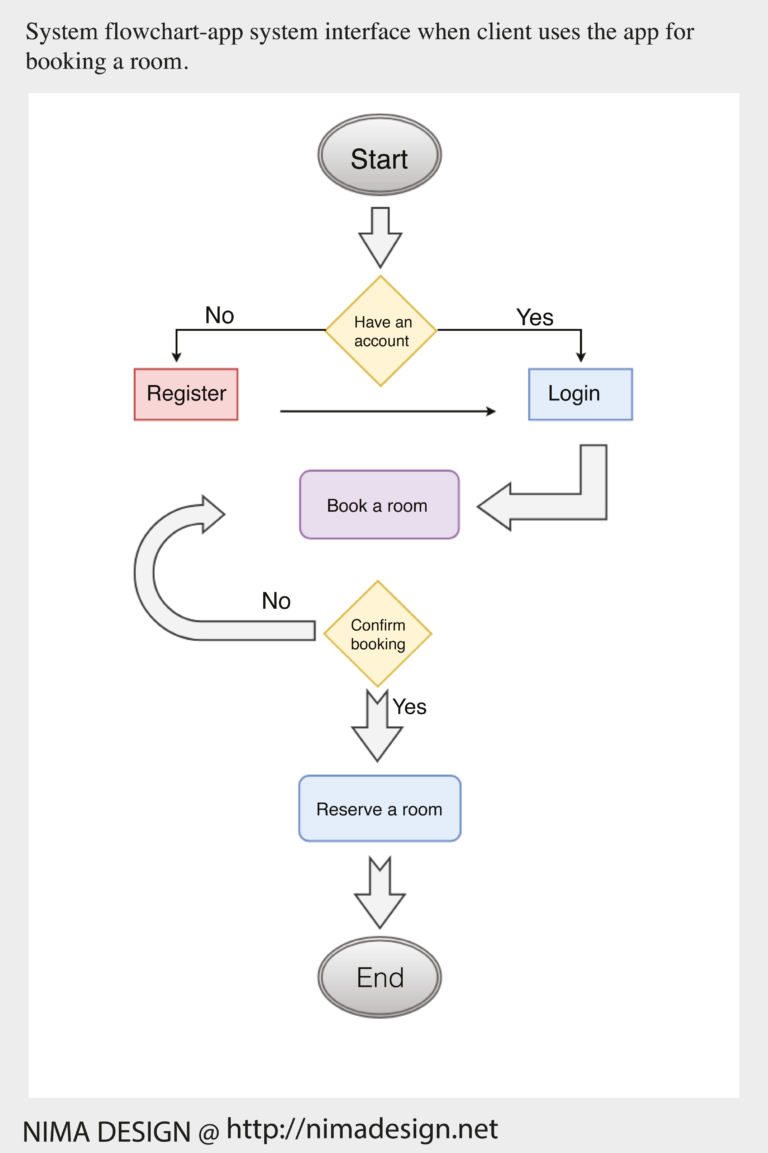 System flowchart-app system interface when client uses the app for
booking a room.
Start
Have an
account
No
Yes
Register
Login
Book a room
No
Confirm
booking
Yes
Reserve a room
End
NIMA DESIGN @ http://nimadesign.net